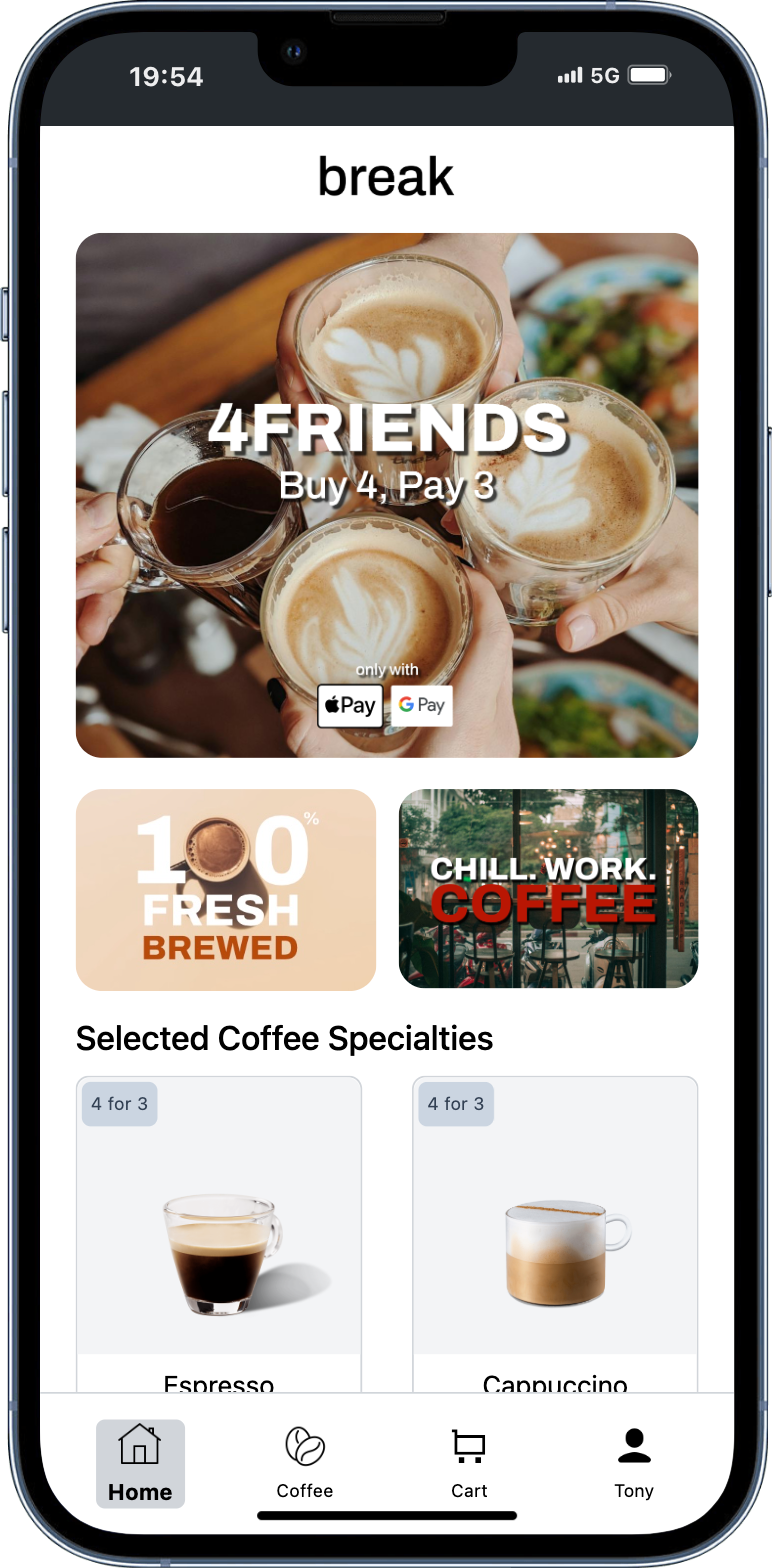 19:54 5G
break
4FRIENDS
Buy 4, Pay 3
only with
Pay G Pay
100%
FRESH
BREWED
CHILL. WORK.
COFFEE
Selected Coffee Specialties
4 for 3 4 for 3
Espresso Cappuccino
Home Coffee Cart Tony